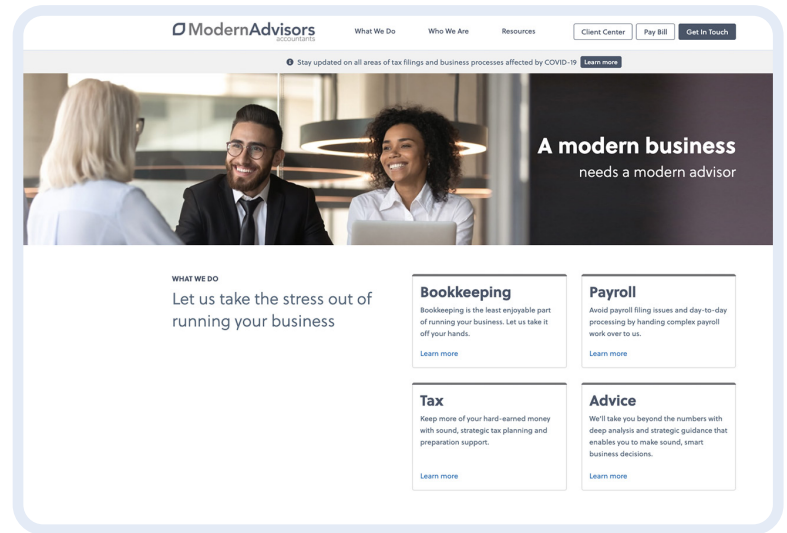 ModernAdvisors
accountants
What We Do
Who We Are
Resources
Client Center
Pay Bill
Get In Touch
Stay updated on all areas of tax filings and business processes affected by COVID-19
Learn more
A modern business
needs a modern advisor
WHAT WE DO
Let us take the stress out of
running your business
Bookkeeping
Bookkeeping is the least enjoyable part
of running your business. Let us take it
off your hands.
Learn more
Payroll
Avoid payroll filing issues and day-to-day
processing by handing complex payroll
work over to us.
Learn more
Tax
Keep more of your hard-earned money
with sound, strategic tax planning and
preparation support.
Learn more
Advice
We'll take you beyond the numbers with
deep analysis and strategic guidance that
enables you to make sound, smart
business decisions.
Learn more